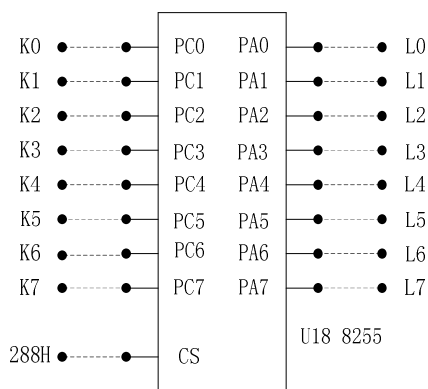 K0 PC0 PA0 L0
K1 PC1 PA1 L1
K2 PC2 PA2 L2
K3 PC3 PA3 L3
K4 PC4 PA4 L4
K5 PC5 PA5 L5
K6 PC6 PA6 L6
K7 PC7 PA7 L7
U18 8255
288H CS